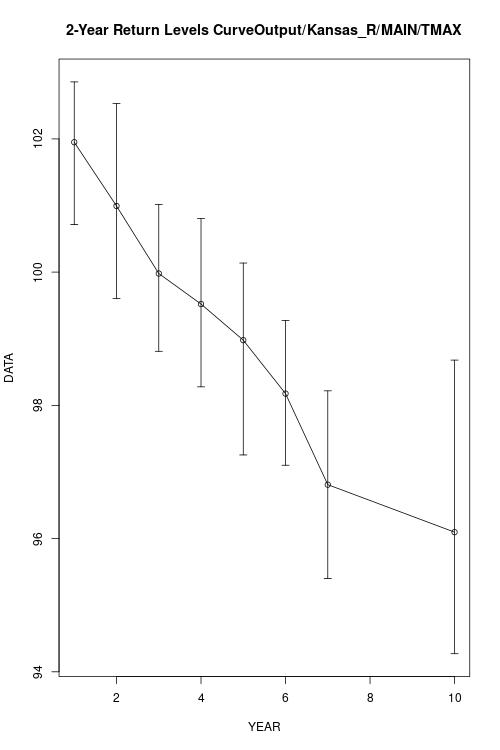 2-Year Return Levels CurveOutput/Kansas_R/MAIN/TMAX
102
100
98
96
94
DATA
2 4 6 8 10
YEAR